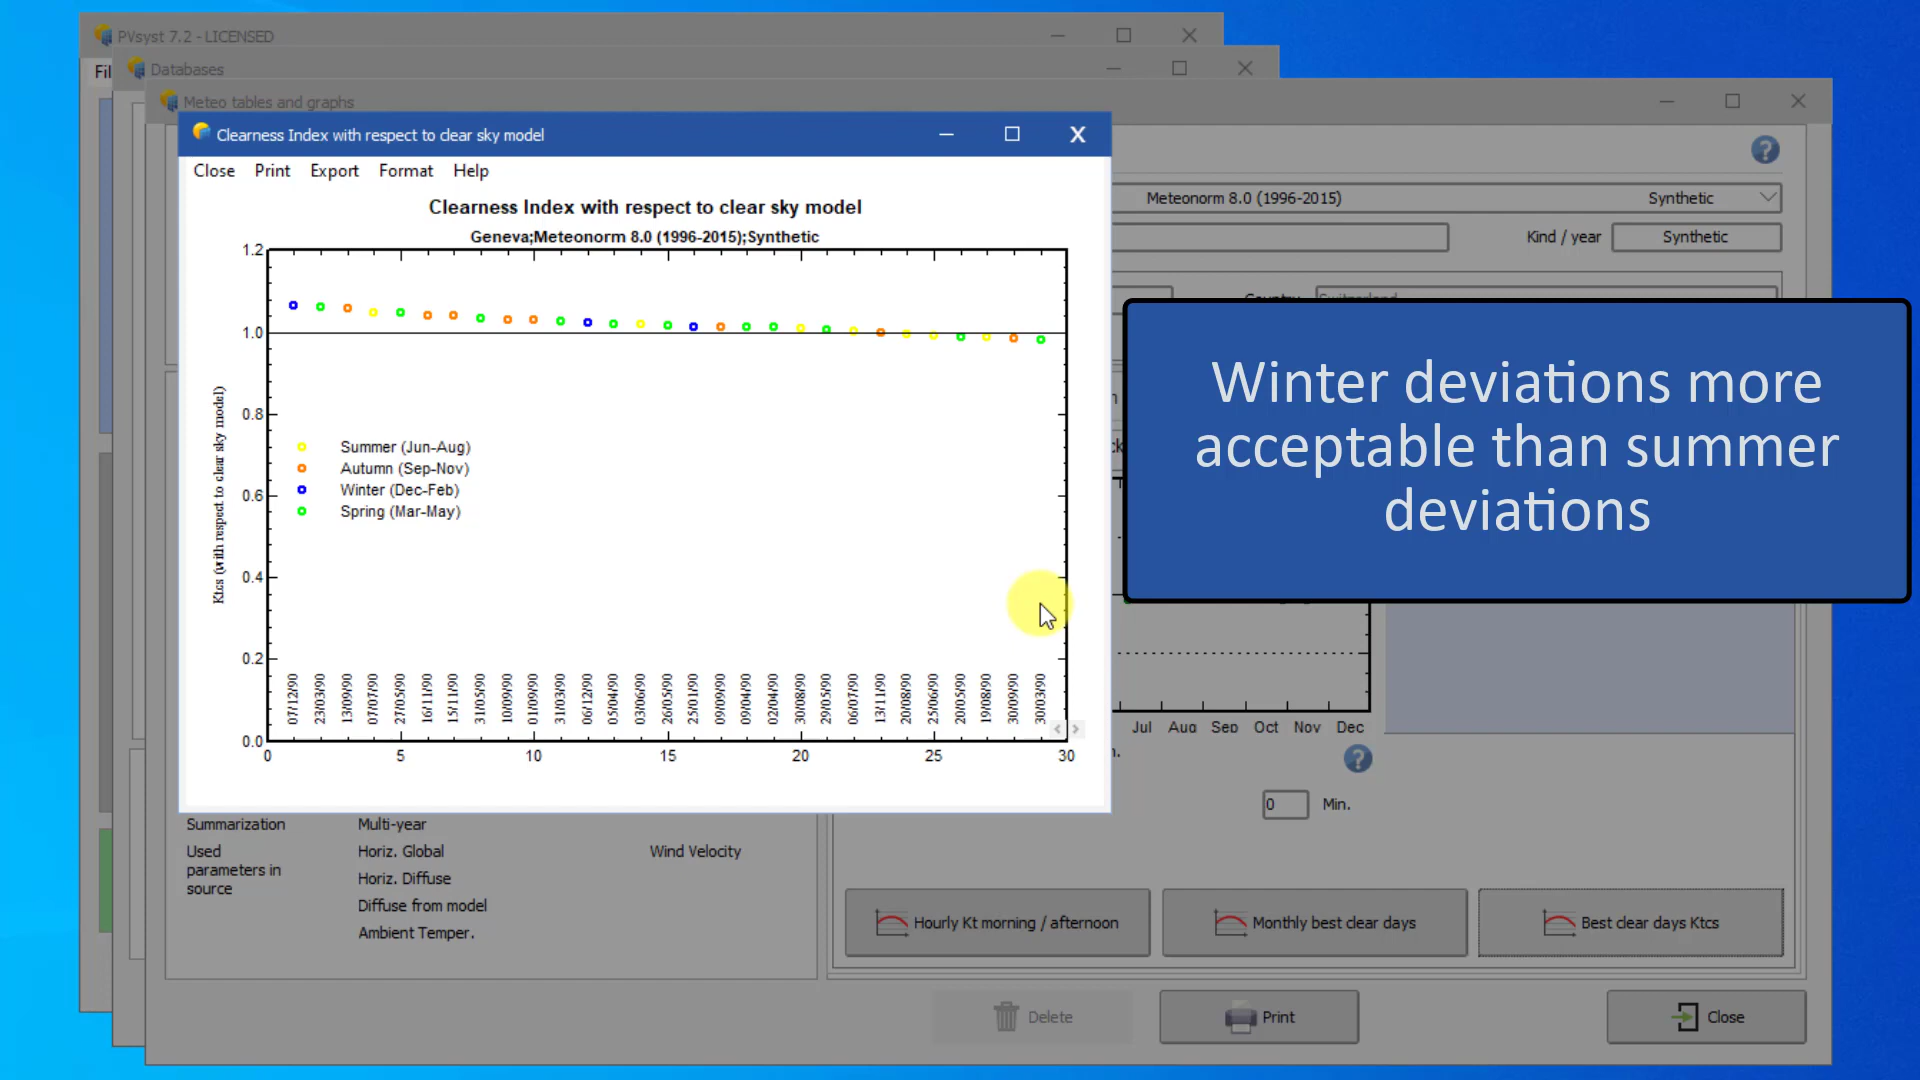 PVsyst 7.2 - LICENSED
Fil
Databases
Meteo tables and graphs
Clearness Index with respect to clear sky model
X
Close Print Export Format Help
Clearness Index with respect to clear sky model
Geneva;Meteonorm 8.0 (1996-2015);Synthetic
1.2
1.0
0.8
0.6
0.4
0.2
0.0
Ktcs (with respect to clear sky model)
Summer (Jun-Aug)
Autumn (Sep-Nov)
Winter (Dec-Feb)
Spring (Mar-May)
07/12/90 23/03/90 13/09/90 07/07/90 27/05/90 16/11/90 15/11/90 31/05/90 10/09/90 01/09/90 31/03/90 06/12/90 05/04/90 03/06/90 26/05/90 25/01/90 09/09/90 09/04/90 02/04/90 30/08/90 29/05/90 06/07/90 13/11/90 20/08/90 25/06/90 20/05/90 19/08/90 30/09/90 30/03/90
0 5 10 15 20 25 30
Meteonorm 8.0 (1996-2015) Synthetic
Kind / year Synthetic
Winter deviations more
acceptable than summer
deviations
Jul Aug Sep Oct Nov Dec
0 Min.
Summarization Multi-year
Used Horiz. Global Wind Velocity
parameters in
source
Horiz. Diffuse
Diffuse from model
Ambient Temper.
Hourly Kt morning / afternoon Monthly best clear days Best clear days Ktcs
Delete Print Close